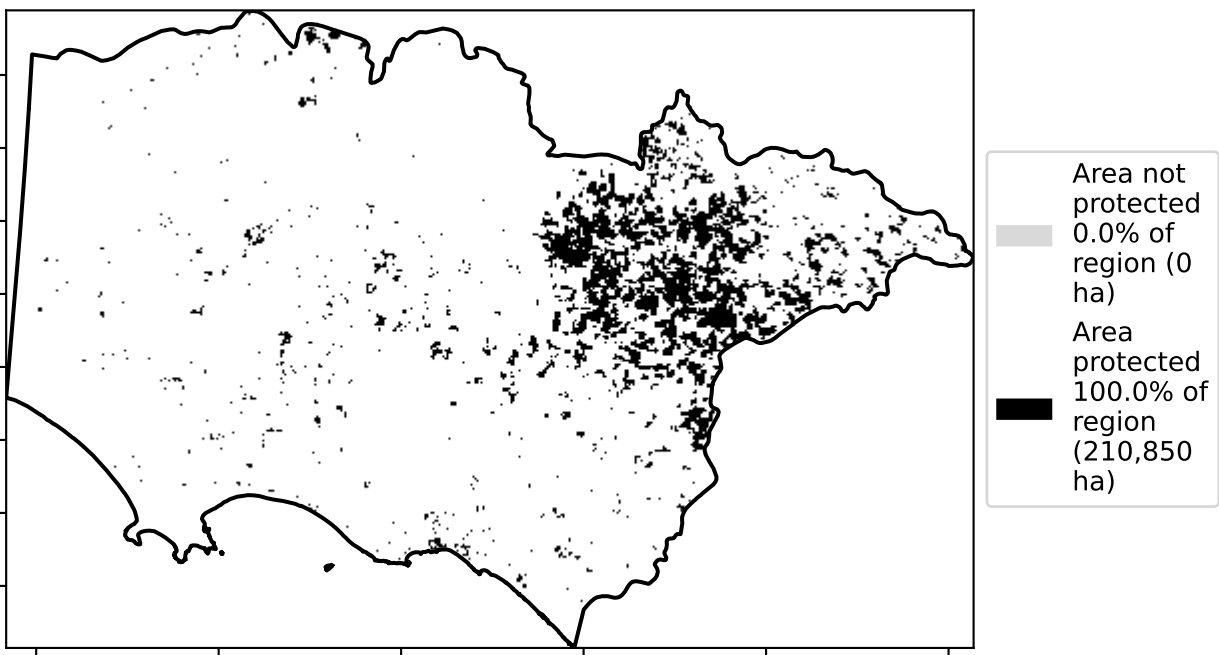 Area not
protected
0.0% of
region (0
ha)
Area
protected
100.0% of
region
(210,850
ha)